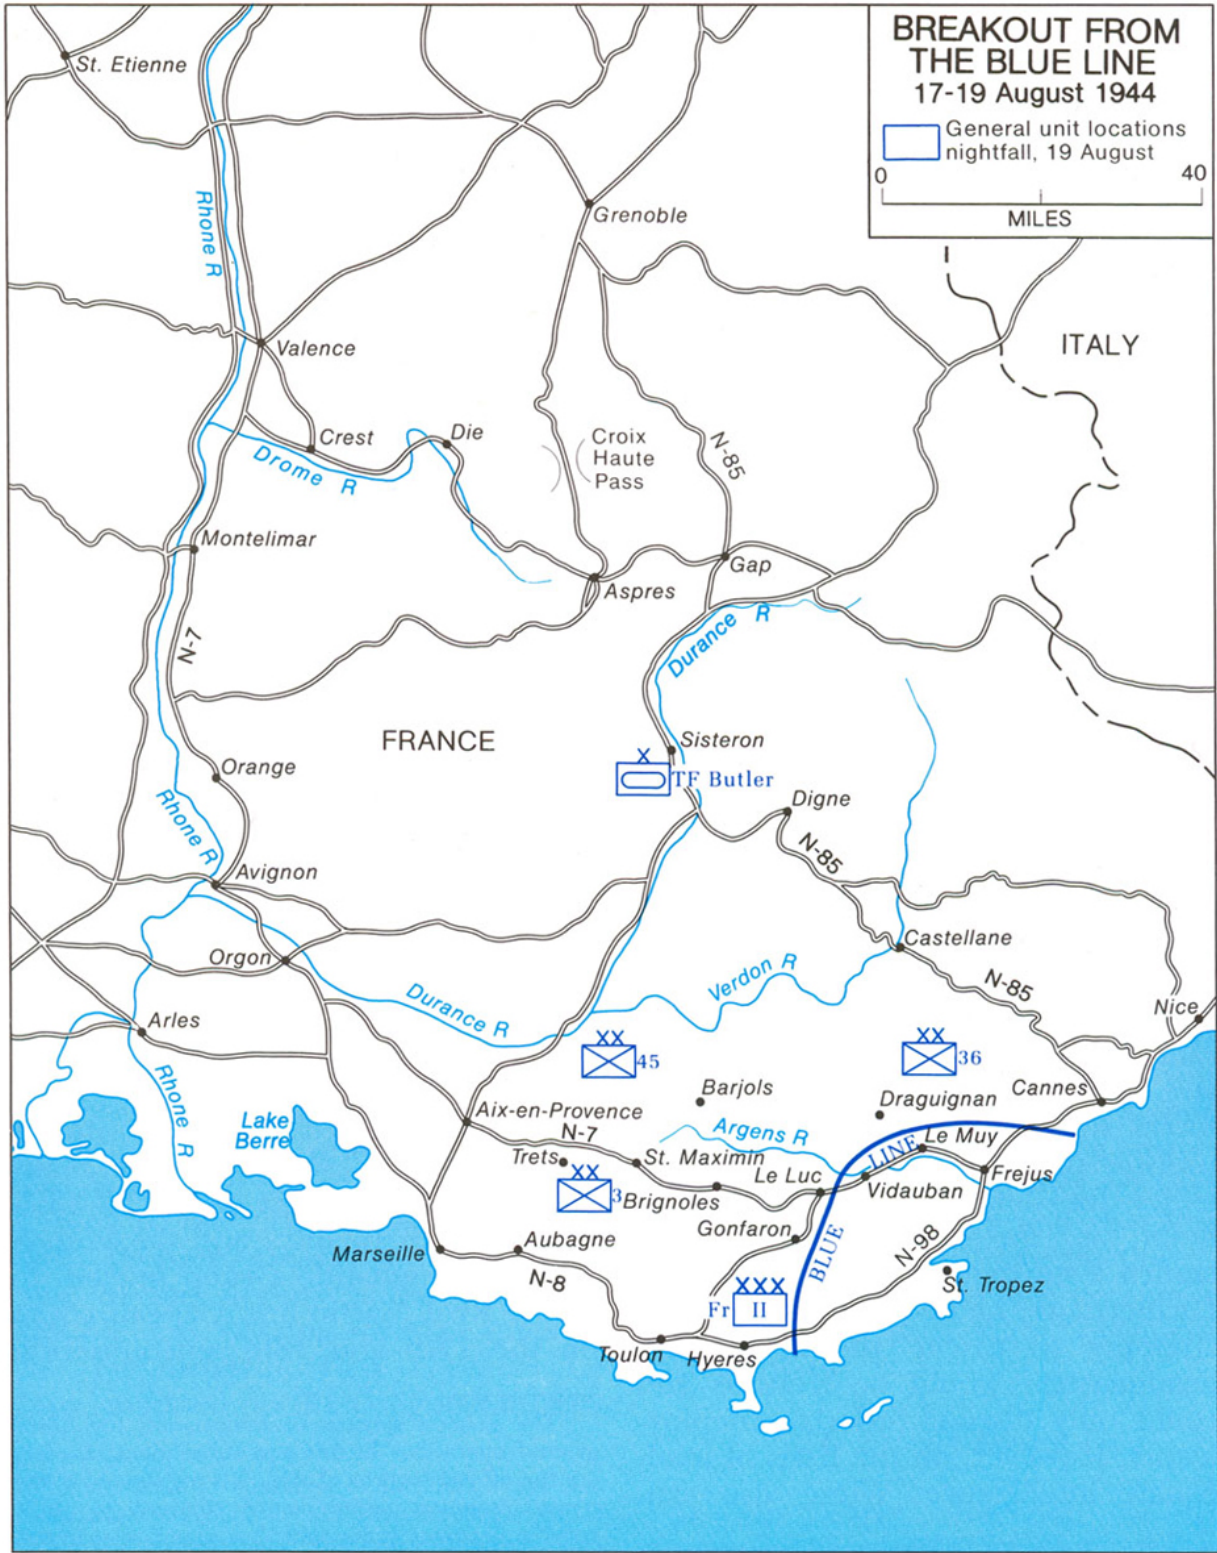 BREAKOUT FROM
THE BLUE LINE
17-19 August 1944
General unit locations
nightfall, 19 August
0 40
MILES
St. Etienne
Rhone R
Grenoble
ITALY
Valence
Crest
Die
Croix
Haute
Pass
N-85
Drome R
Montelimar
Gap
Aspres
Durance R
N-7
FRANCE
Sisteron
X
TF Butler
Orange
Digne
Rhone R
N-85
Avignon
Castellane
Orgon
Verdon R
N-85
Durance R
Nice
Arles
XX
45
XX
36
Rhone R
Barjols
Cannes
Draguignan
Lake
Berre
Aix-en-Provence
N-7
Argens R
Le Muy
LINE
Trets
St. Maximin
Le Luc
Frejus
XX
3
Brignoles
Vidauban
Gonfaron
BLUE
N-98
Marseille
Aubagne
N-8
St. Tropez
XXX
Fr II
Toulon
Hyeres